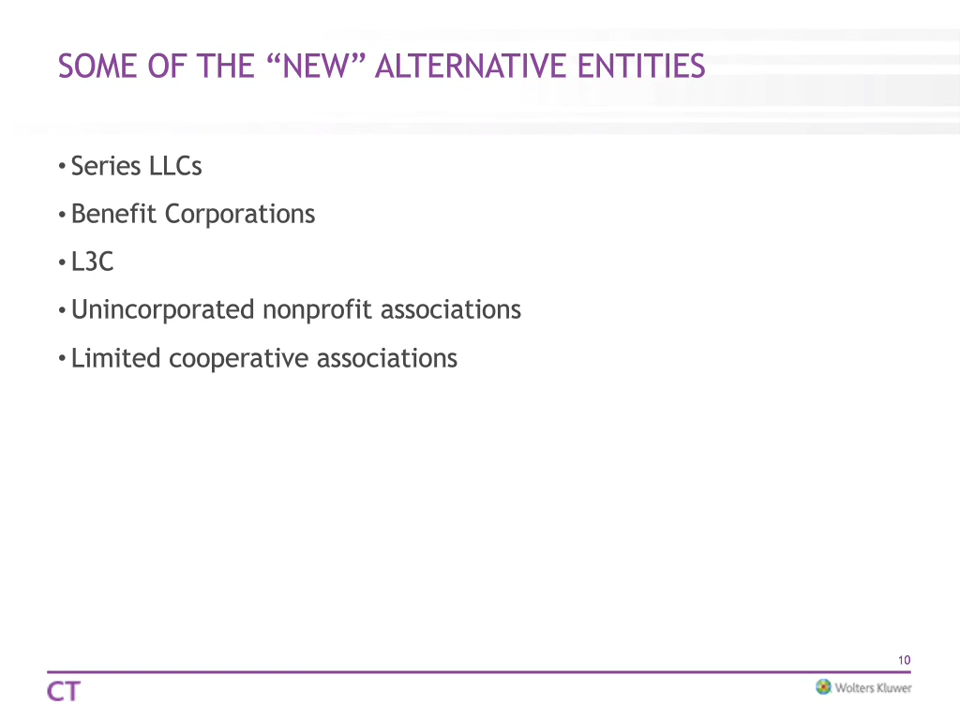 SOME OF THE “NEW” ALTERNATIVE ENTITIES
• Series LLCs
• Benefit Corporations
• L3C
• Unincorporated nonprofit associations
• Limited cooperative associations
10
CT
Wolters Kluwer